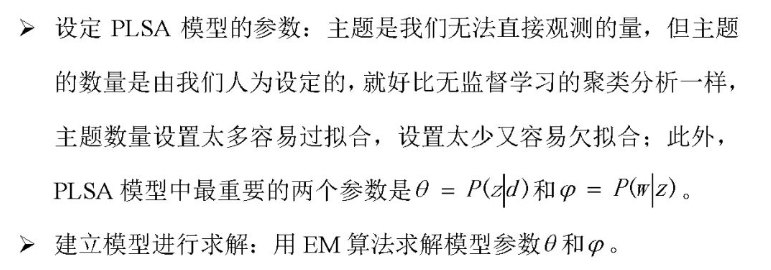 ➢ 设定 PLSA 模型的参数：主题是我们无法直接观测的量，但主题
的数量是由我们人为设定的，就好比无监督学习的聚类分析一样，
主题数量设置太多容易过拟合，设置太少又容易欠拟合；此外，
PLSA 模型中最重要的两个参数是θ = P(z|d)和φ = P(w|z)。
➢ 建立模型进行求解：用 EM 算法求解模型参数θ和φ。